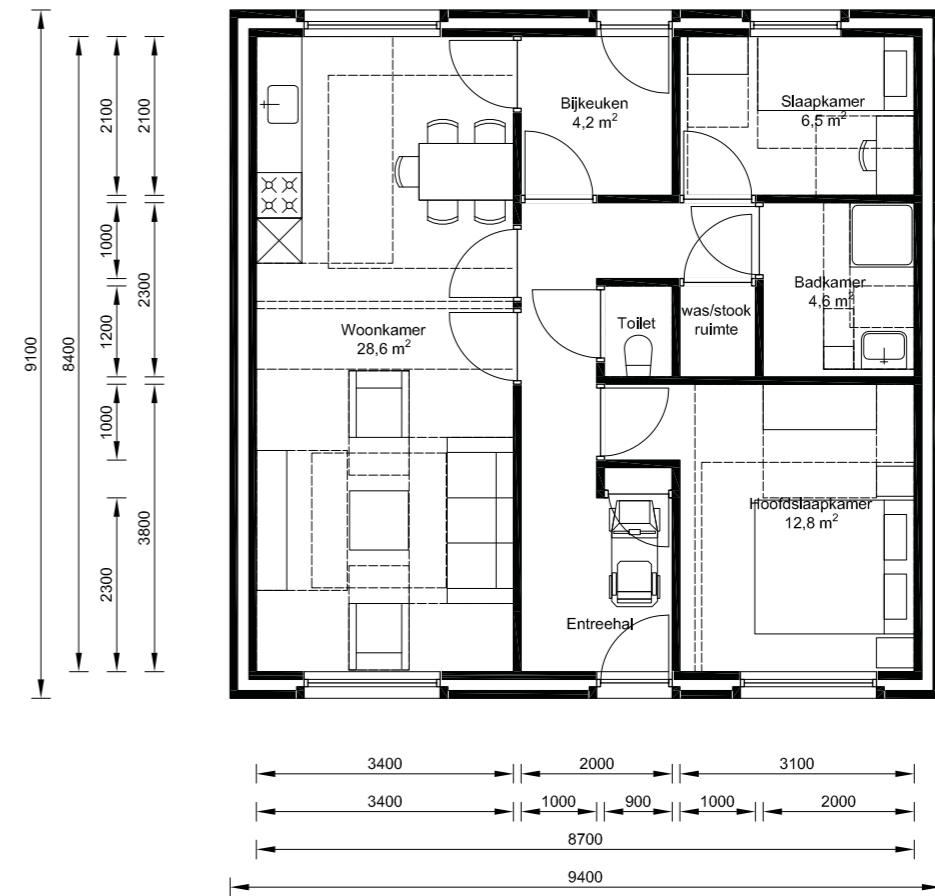 Bijkeuken
4,2 m²
Slaapkamer
6,5 m²
Woonkamer
28,6 m²
Toilet
was/stook
ruimte
Badkamer
4,6 m²
Hoofdslaapkamer
12,8 m²
Entreehal
9100
8400
2100
1000
1200
1000
2300
2100
2300
3800
3400
2000
3100
3400
1000
900
1000
2000
8700
9400